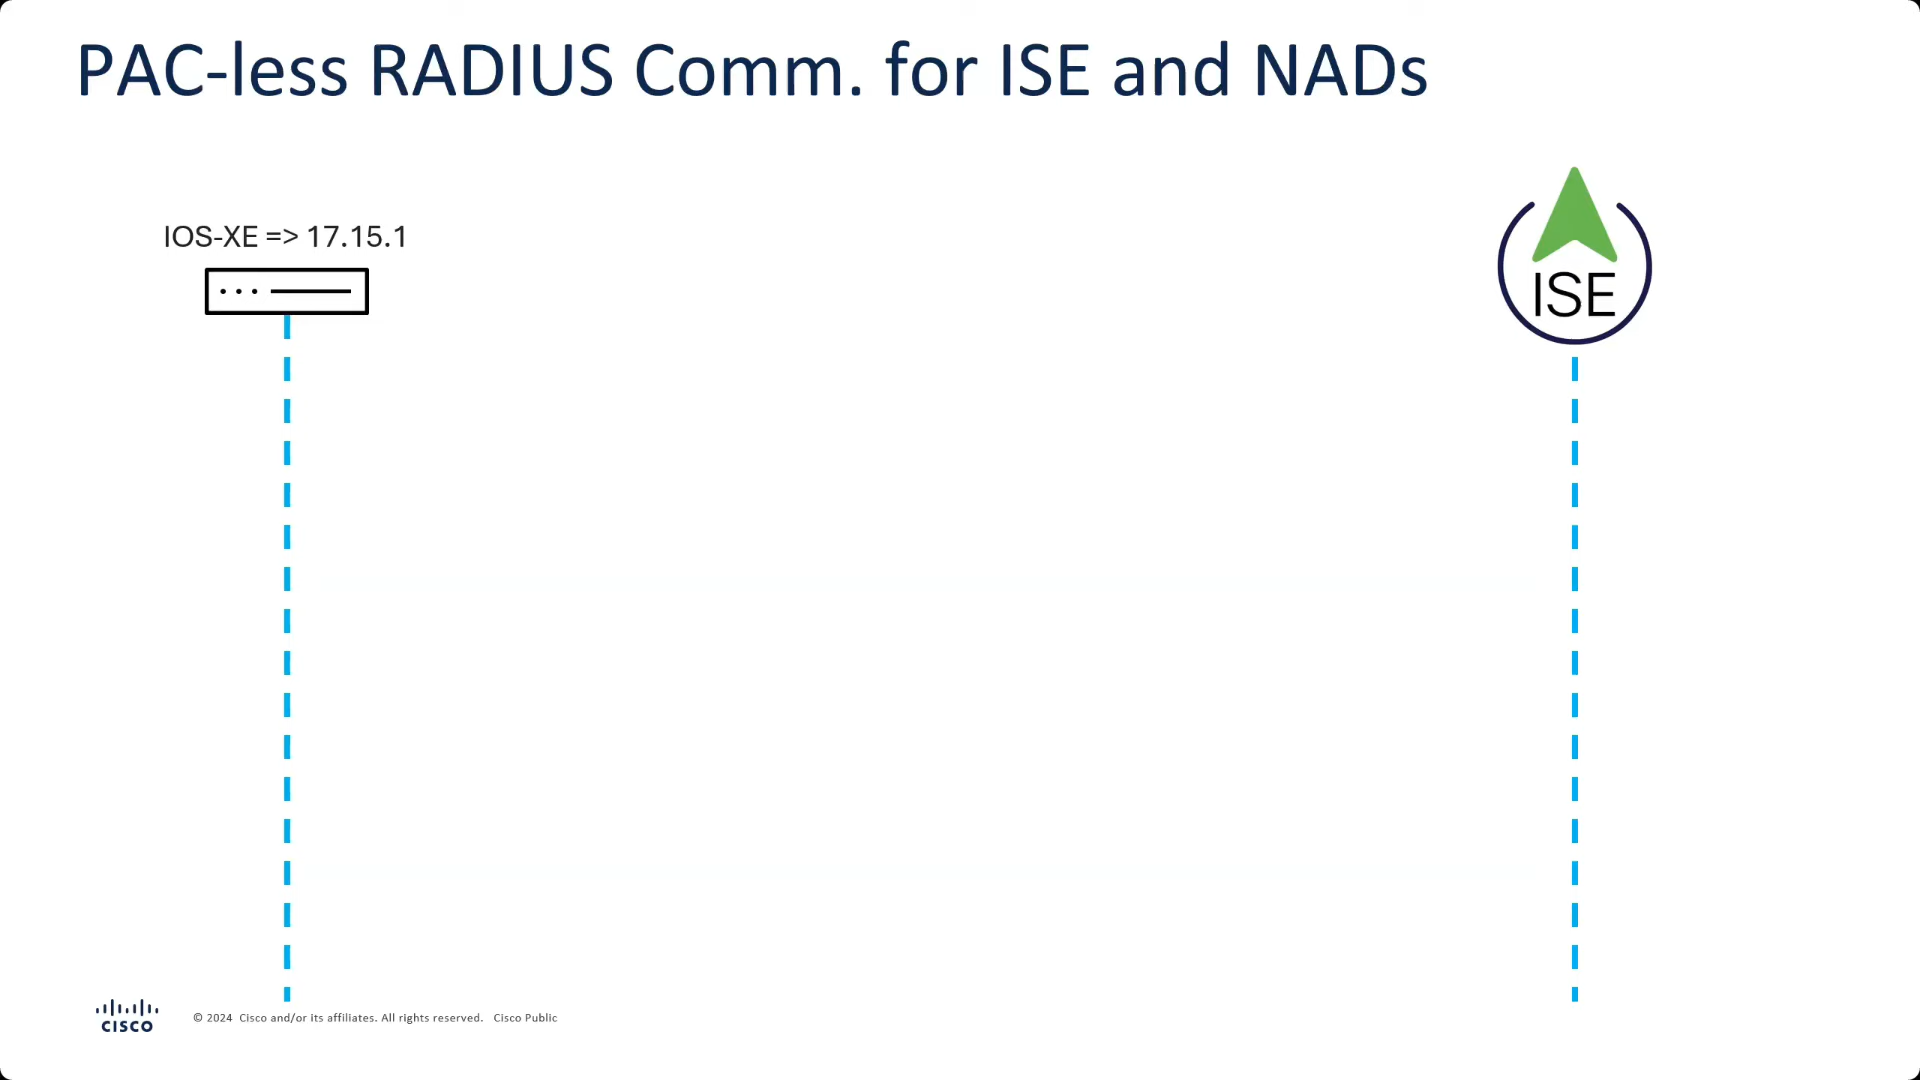 PAC-less RADIUS Comm. for ISE and NADs
IOS-XE => 17.15.1
ISE
CISCO
© 2024 Cisco and/or its affiliates. All rights reserved. Cisco Public